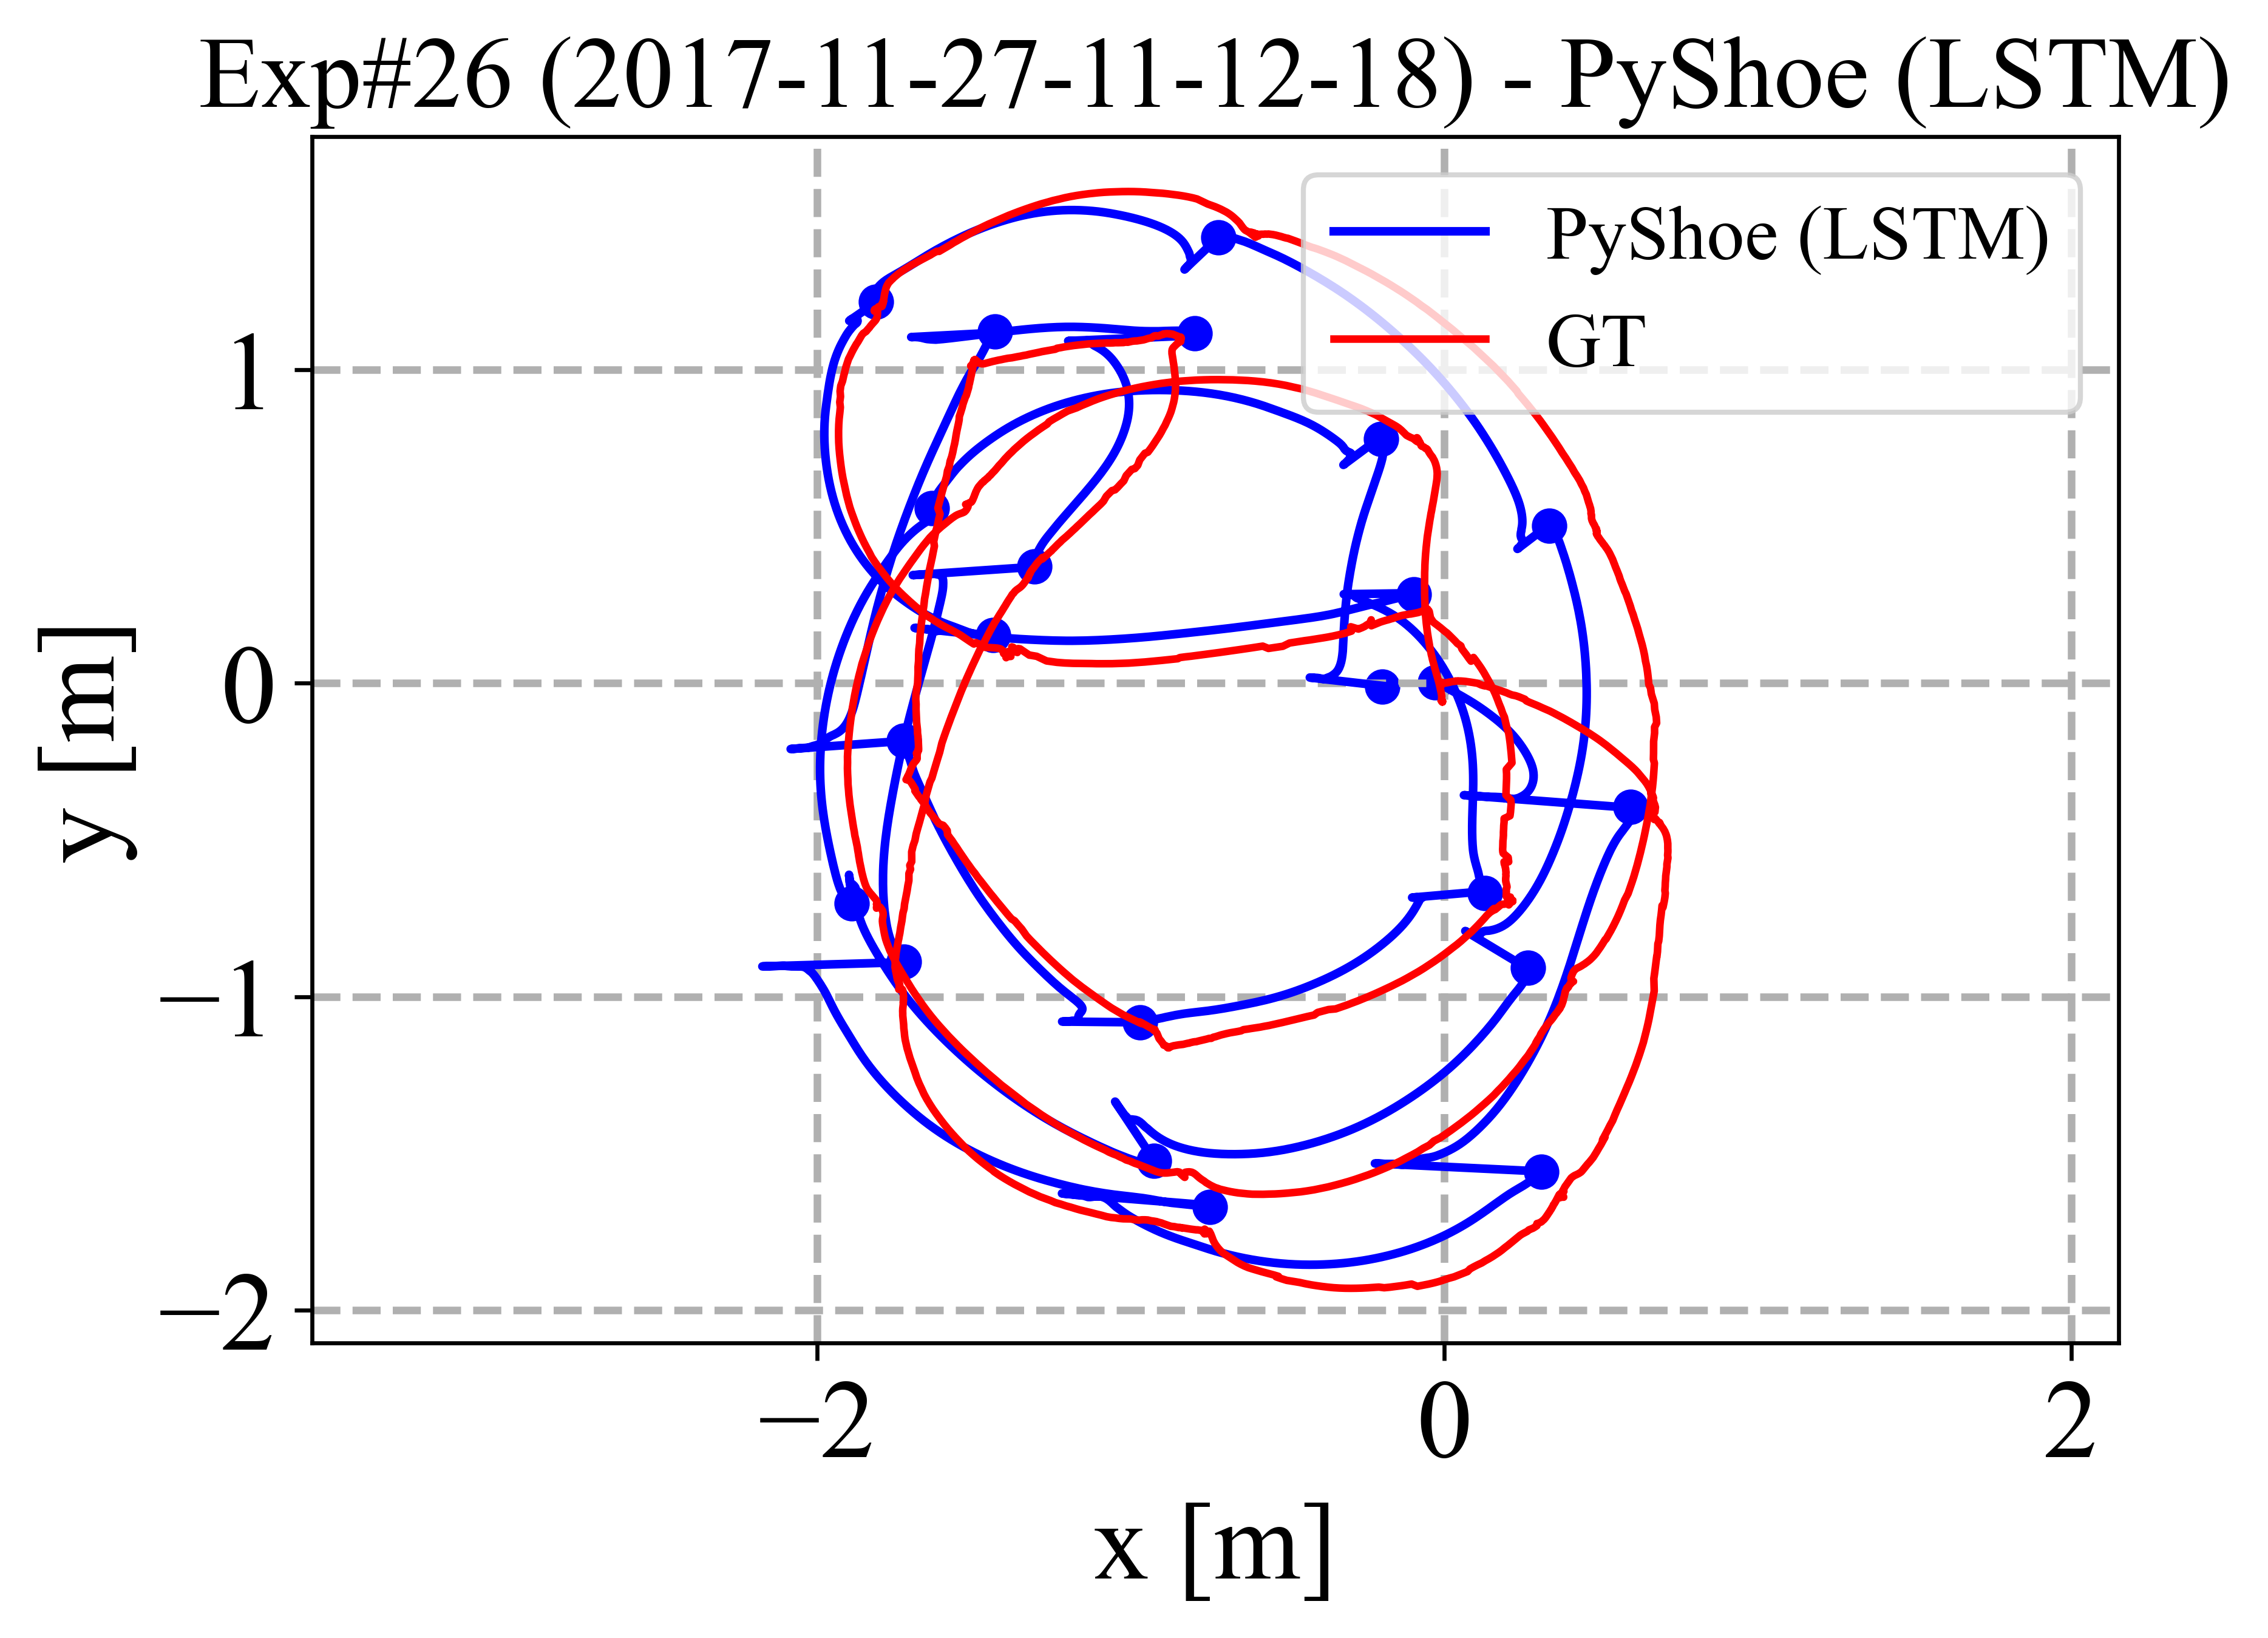 Exp#26 (2017-11-27-11-12-18) - PyShoe (LSTM)
PyShoe (LSTM)
GT
1
0
−1
−2
y [m]
−2
0
2
x [m]